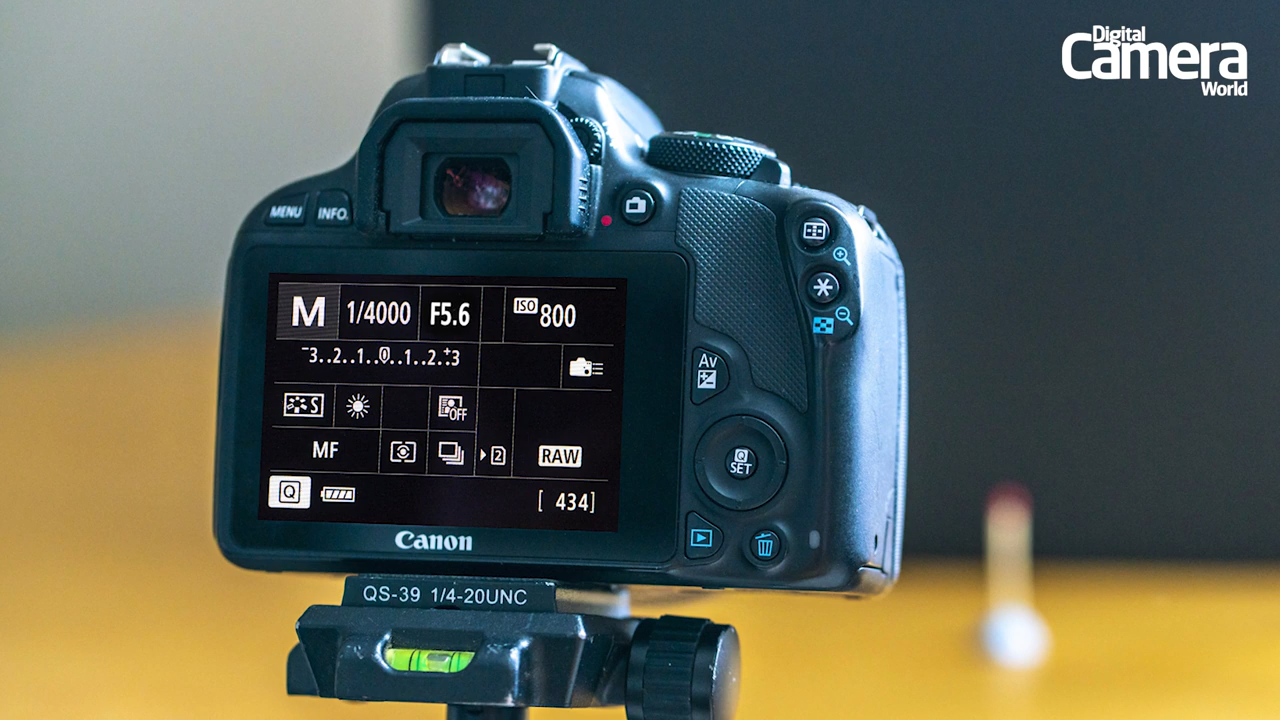 Digital
Camera
World
MENU INFO.
M 1/4000 F5.6 ISO 800
-3..2..1..0..1..2..+3
S OFF
MF 2 RAW
Q [ 434]
Av
Q
SET
Canon
QS-39 1/4-20UNC